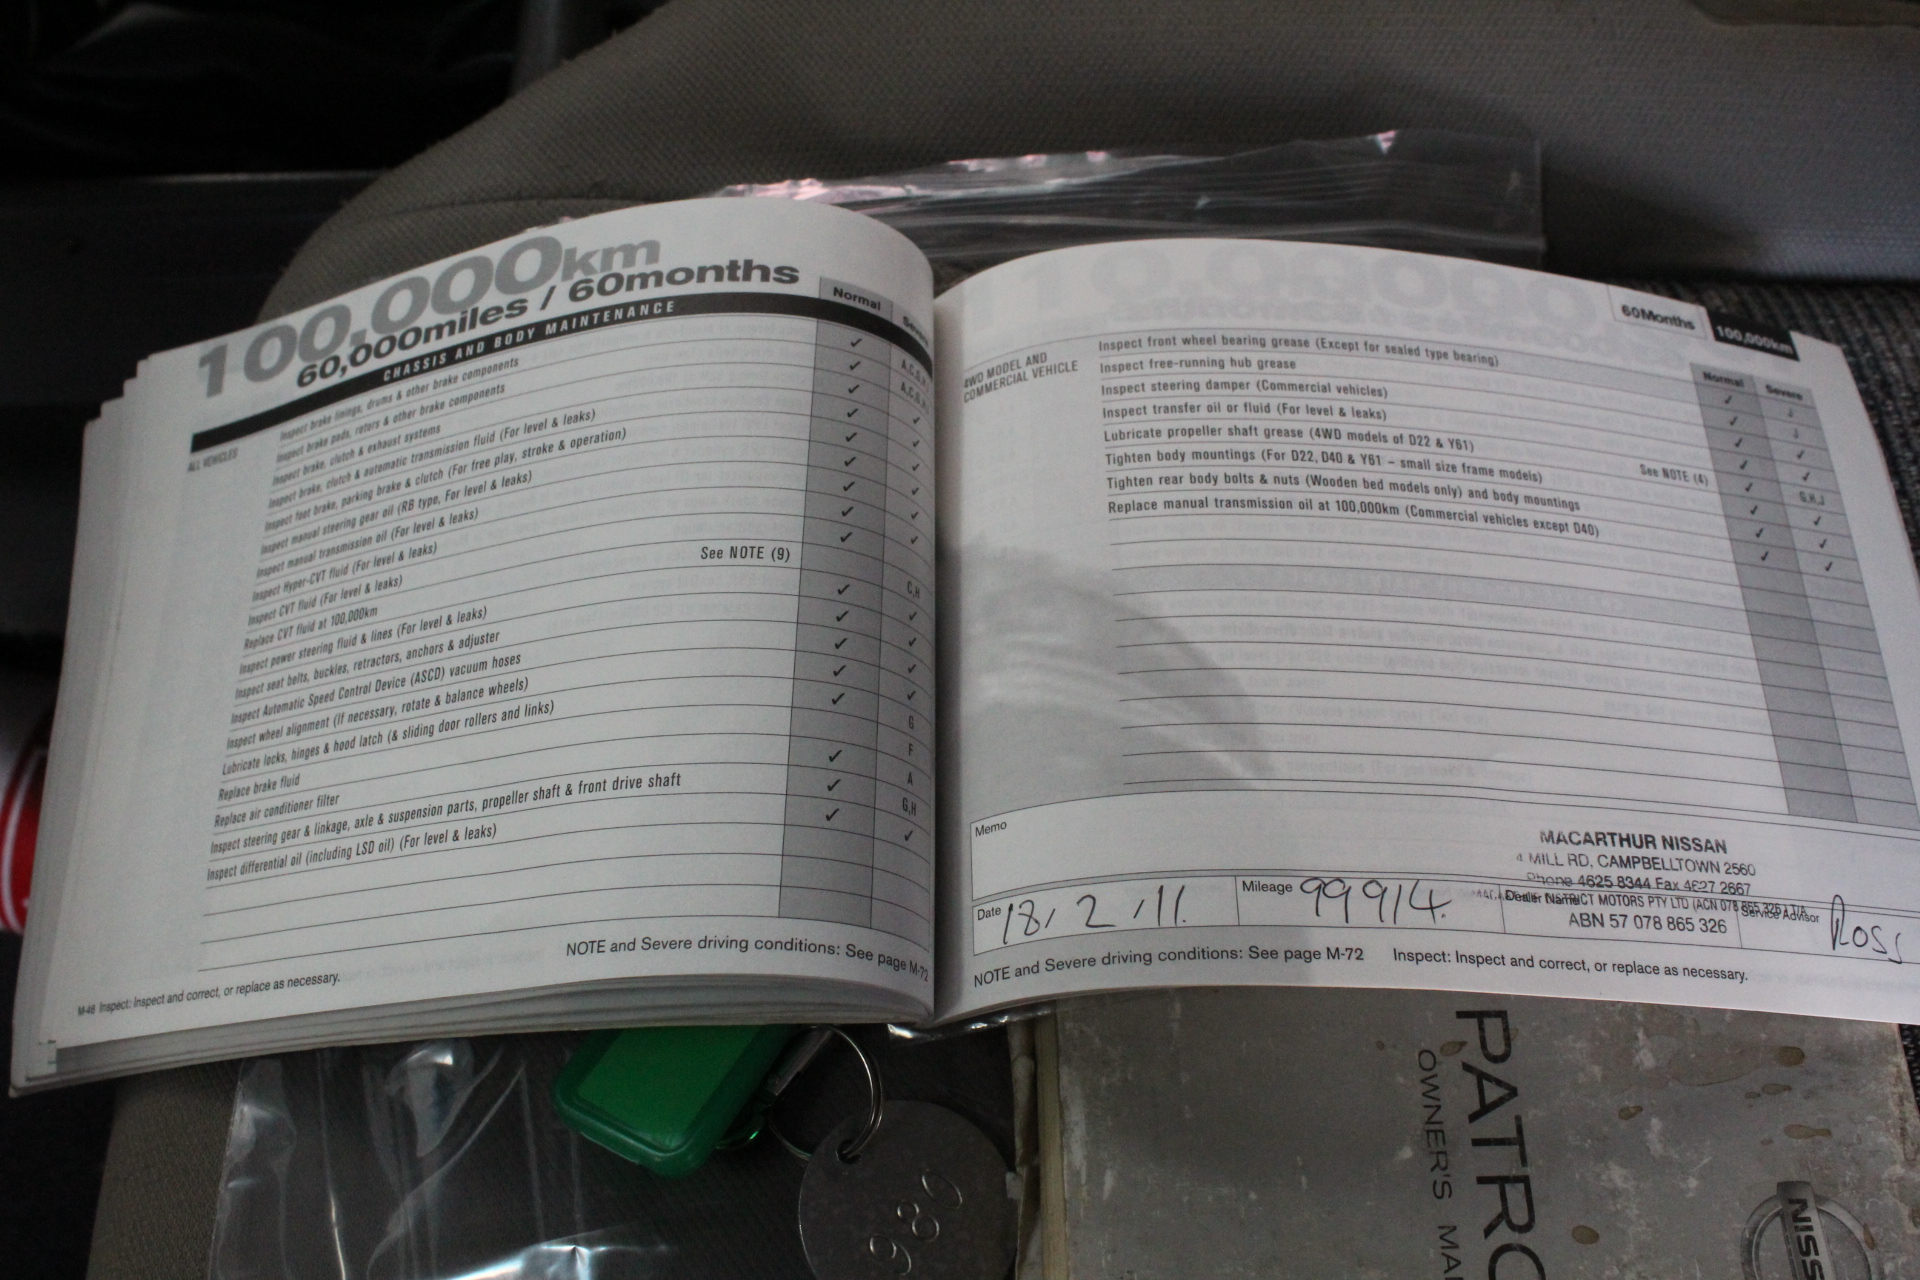 100,000km
60,000miles / 60months
CHASSIS AND BODY MAINTENANCE
Normal
ALL VEHICLES
Inspect brake linings, drums & other brake components
Inspect brake pads, rotors & other brake components
A,C,G,H
Inspect brake, clutch & exhaust systems
Inspect brake, clutch & automatic transmission fluid (For level & leaks)
Inspect foot brake, parking brake & clutch (For free play, stroke & operation)
Inspect manual steering gear oil (RB type, For level & leaks)
Inspect manual transmission oil (For level & leaks)
Inspect Hyper-CVT fluid (For level & leaks)
Inspect CVT fluid (For level & leaks)
Replace CVT fluid at 100,000km See NOTE (9) C,H
Inspect power steering fluid & lines (For level & leaks)
Inspect seat belts, buckles, retractors, anchors & adjuster
Inspect Automatic Speed Control Device (ASCD) vacuum hoses
Inspect wheel alignment (If necessary, rotate & balance wheels)
Lubricate locks, hinges & hood latch (& sliding door rollers and links) G
Replace brake fluid F
Replace air conditioner filter A
Inspect steering gear & linkage, axle & suspension parts, propeller shaft & front drive shaft G,H
Inspect differential oil (including LSD oil) (For level & leaks)
NOTE and Severe driving conditions: See page M-72
M-46 Inspect: Inspect and correct, or replace as necessary.
60Months
100,000km
Normal Severe
4WD MODEL AND
COMMERCIAL VEHICLE
Inspect front wheel bearing grease (Except for sealed type bearing)
Inspect free-running hub grease
Inspect steering damper (Commercial vehicles)
Inspect transfer oil or fluid (For level & leaks)
Lubricate propeller shaft grease (4WD models of D22 & Y61) See NOTE (4) G,H,J
Tighten body mountings (For D22, D40 & Y61 – small size frame models)
Tighten rear body bolts & nuts (Wooden bed models only) and body mountings
Replace manual transmission oil at 100,000km (Commercial vehicles except D40)
Memo
MACARTHUR NISSAN
4 MILL RD, CAMPBELLTOWN 2560
Phone 4625 8344 Fax 4627 2667
DISTRICT MOTORS PTY LTD (ACN 078 865 326) T/A
ABN 57 078 865 326
Date 18/2/11.
Mileage 99914.
Dealer Name
Service Advisor Ross
NOTE and Severe driving conditions: See page M-72 Inspect: Inspect and correct, or replace as necessary.
980
PATRO
OWNER'S MA
NISS